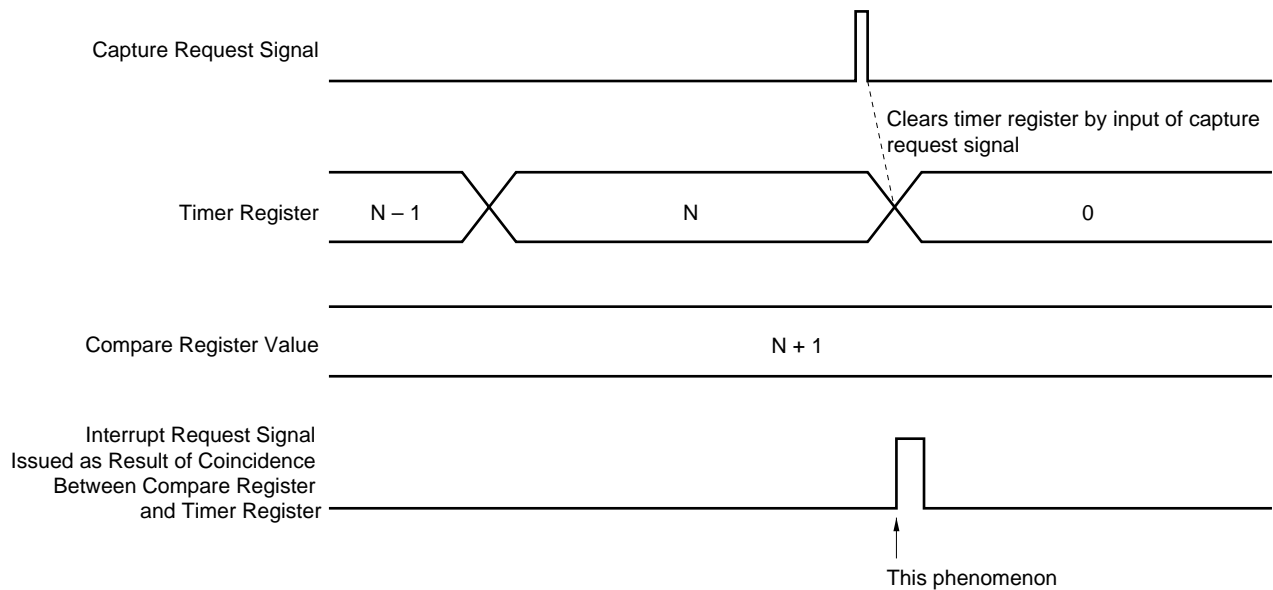 Capture Request Signal
Clears timer register by input of capture
request signal
Timer Register
N – 1
N
0
Compare Register Value
N + 1
Interrupt Request Signal
Issued as Result of Coincidence
Between Compare Register
and Timer Register
This phenomenon